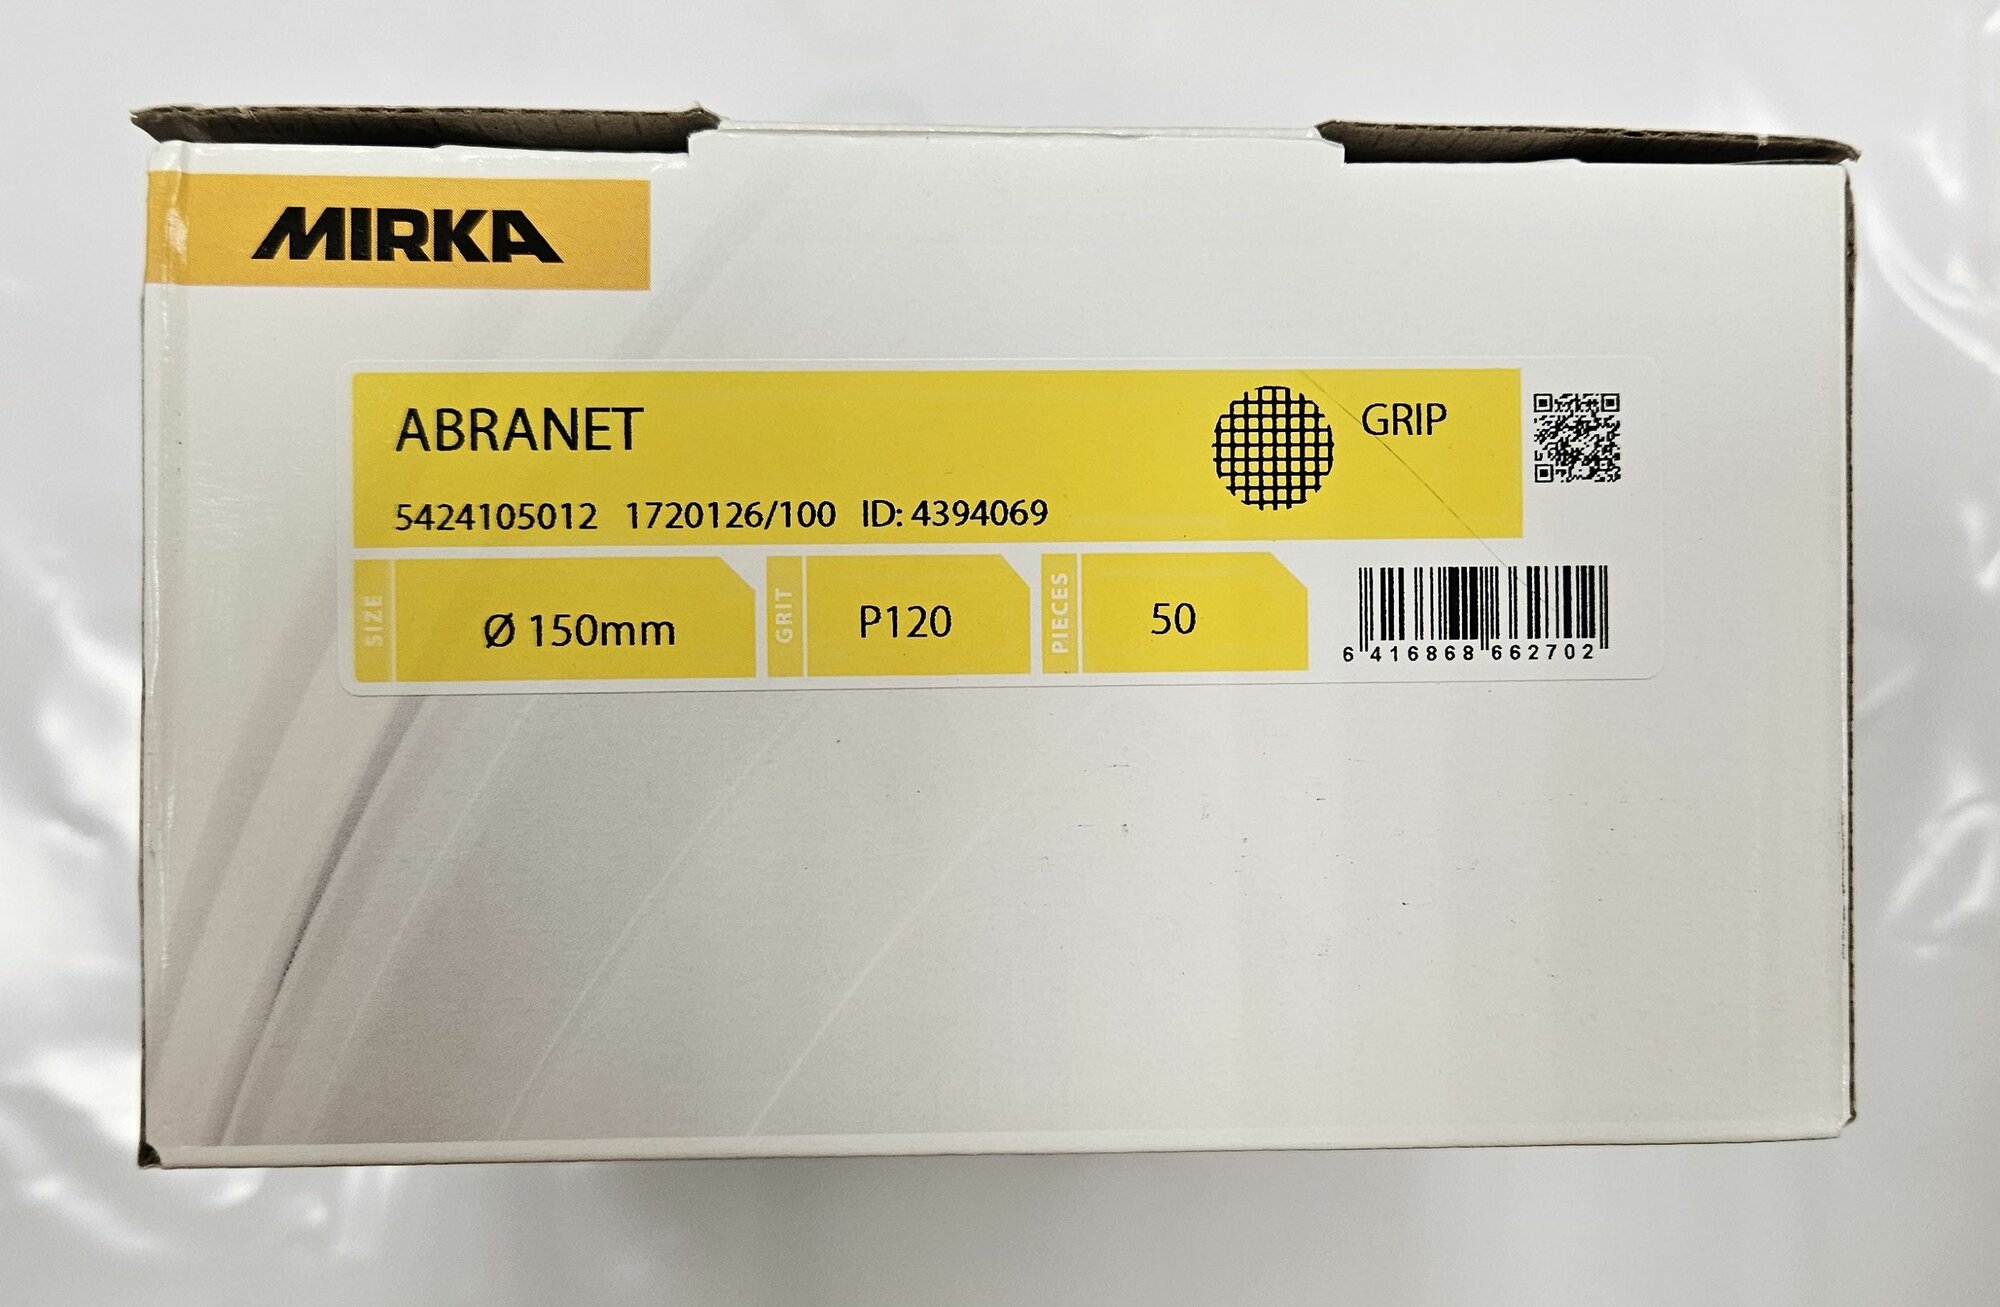 MIRKA
ABRANET
GRIP
5424105012 1720126/100 ID: 4394069
SIZE
Ø 150mm
GRIT
P120
PIECES
50
6 416868 662702